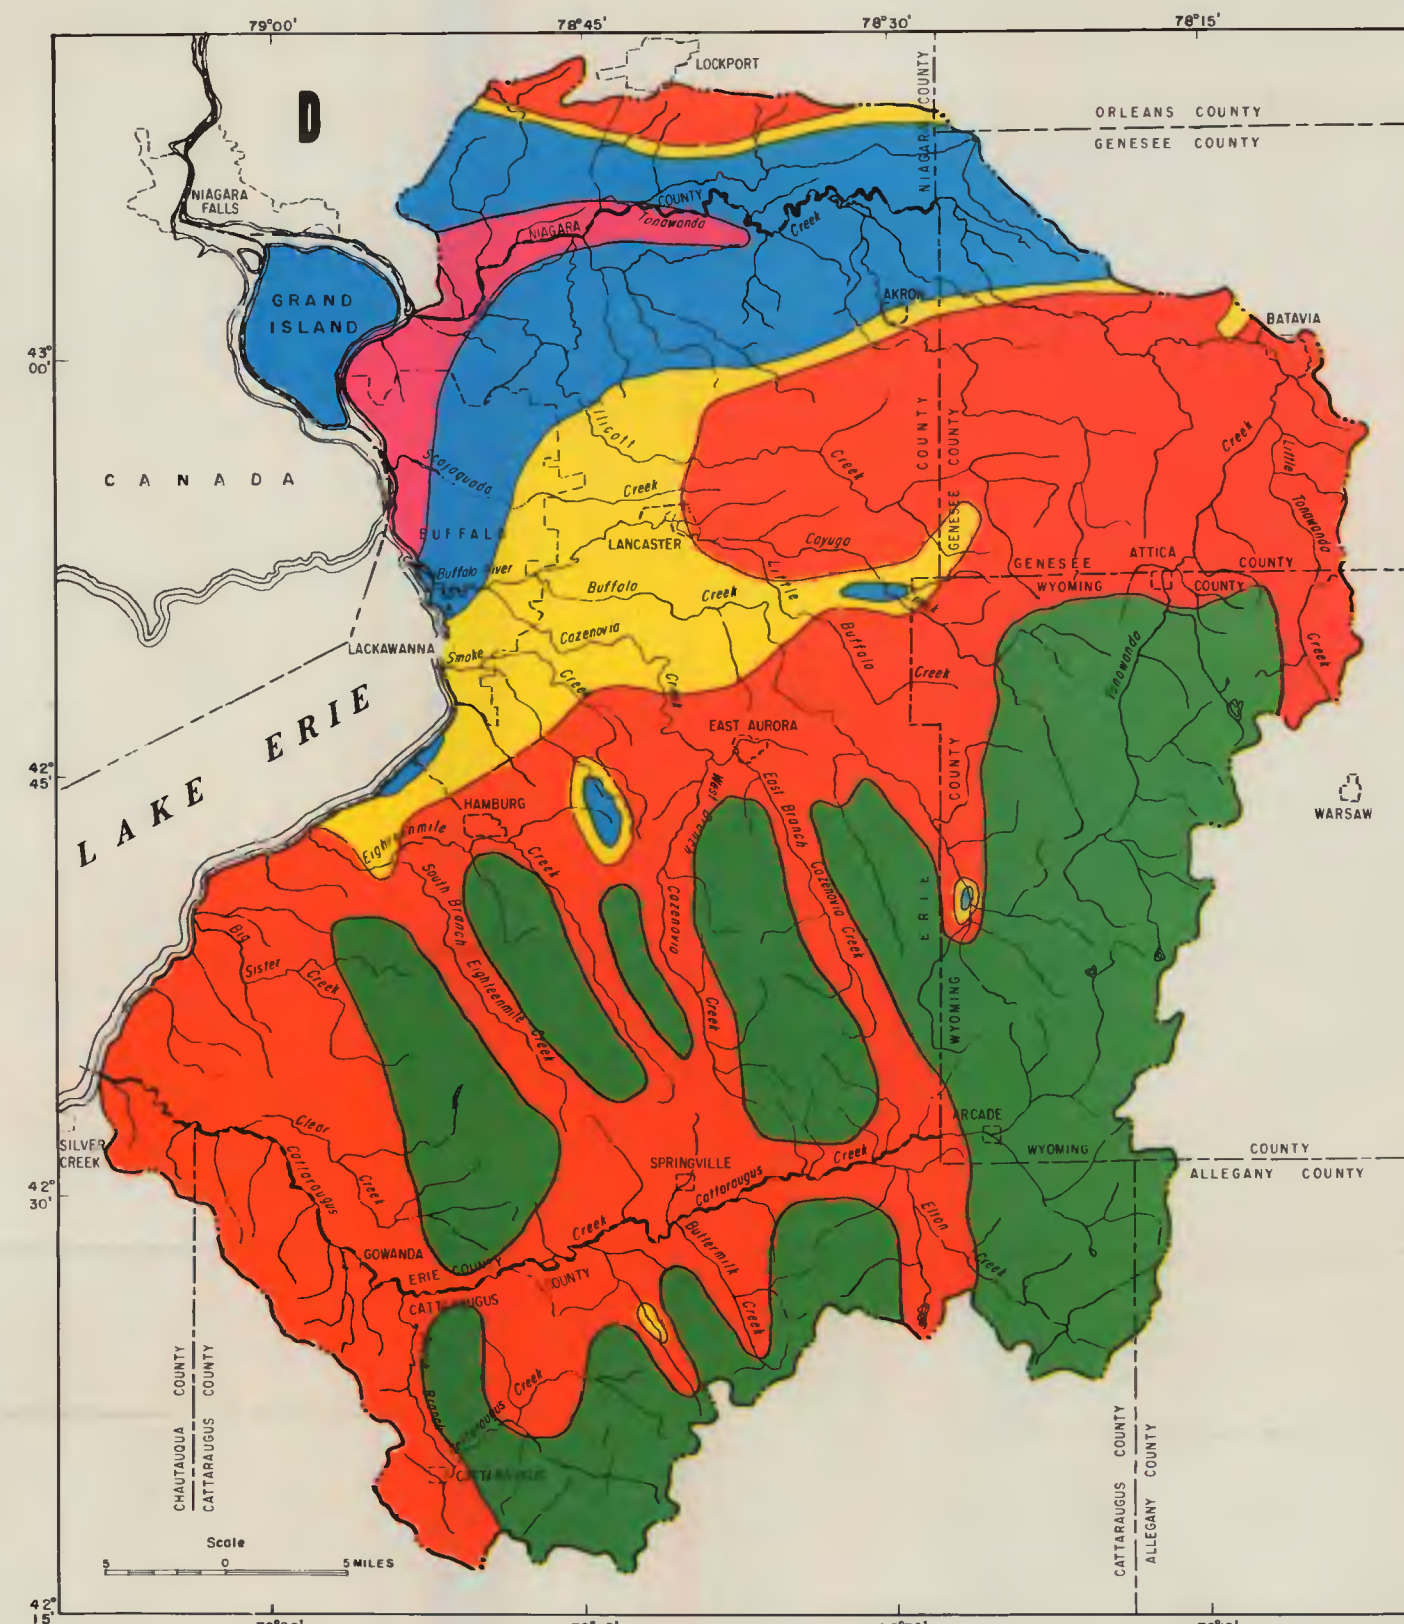 79°00'
78°45'
78°30'
78°15'
D
LOCKPORT
NIAGARA COUNTY
ORLEANS COUNTY
GENESEE COUNTY
NIAGARA
FALLS
NIAGARA COUNTY
Tonawanda Creek
GRAND
ISLAND
AKRON
BATAVIA
43°
00'
Ellicott Creek
Creek
Little Tonawanda Creek
CANADA
Scajaquada Creek
ERIE COUNTY
GENESEE COUNTY
BUFFALO
LANCASTER
Cayuga Creek
Buffalo River
Buffalo Creek
Little Buffalo Creek
GENESEE COUNTY
WYOMING COUNTY
ATTICA
Cazenovia Creek
LACKAWANNA
Smoke Creek
Tonawanda
LAKE ERIE
EAST AURORA
42°
45'
HAMBURG
West Branch Cazenovia Creek
East Branch Cazenovia Creek
WARSAW
Eighteenmile Creek
South Branch Eighteenmile Creek
ERIE COUNTY
WYOMING
Big Sister Creek
ARCADE
Clear Creek
Cattaraugus Creek
SILVER
CREEK
SPRINGVILLE
WYOMING COUNTY
ALLEGANY COUNTY
42°
30'
GOWANDA
ERIE COUNTY
CATTARAUGUS COUNTY
Buttermilk Creek
Elton Creek
Branch Cattaraugus Creek
CATTARAUGUS
CHAUTAUQUA COUNTY
CATTARAUGUS COUNTY
CATTARAUGUS COUNTY
ALLEGANY COUNTY
Scale
5 0 5 MILES
42°
15'